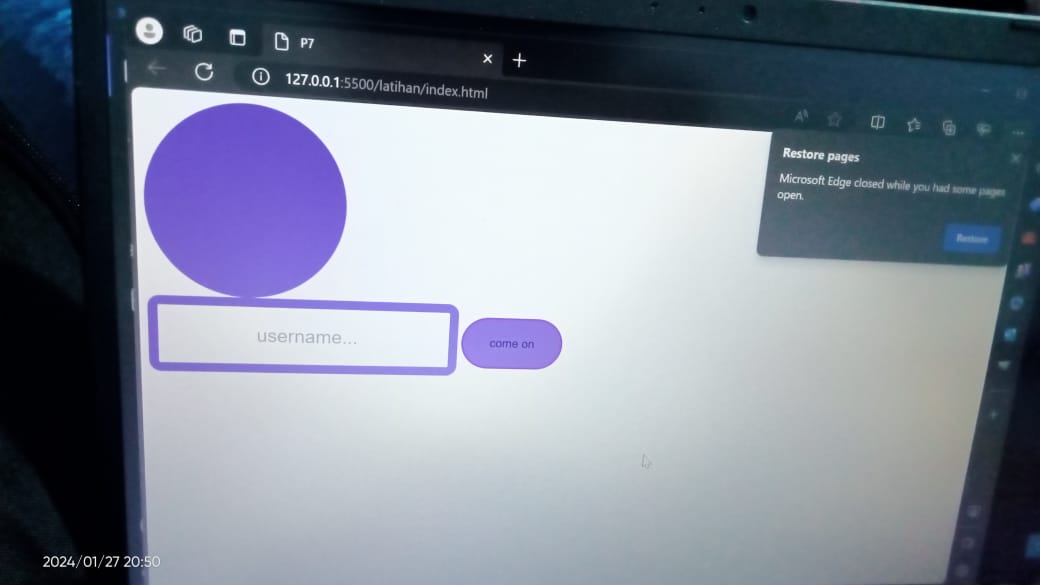 P7
127.0.0.1:5500/latihan/index.html
Restore pages
Microsoft Edge closed while you had some pages
open.
Restore
username...
come on
2024/01/27 20:50